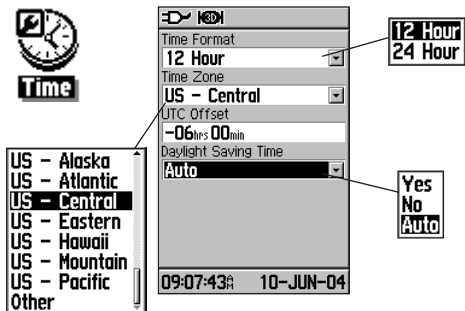 Time
Time Format
12 Hour
Time Zone
US - Central
UTC Offset
-06hrs 00min
Daylight Saving Time
Auto
09:07:43AM 10-JUN-04
12 Hour
24 Hour
US - Alaska
US - Atlantic
US - Central
US - Eastern
US - Hawaii
US - Mountain
US - Pacific
Other
Yes
No
Auto